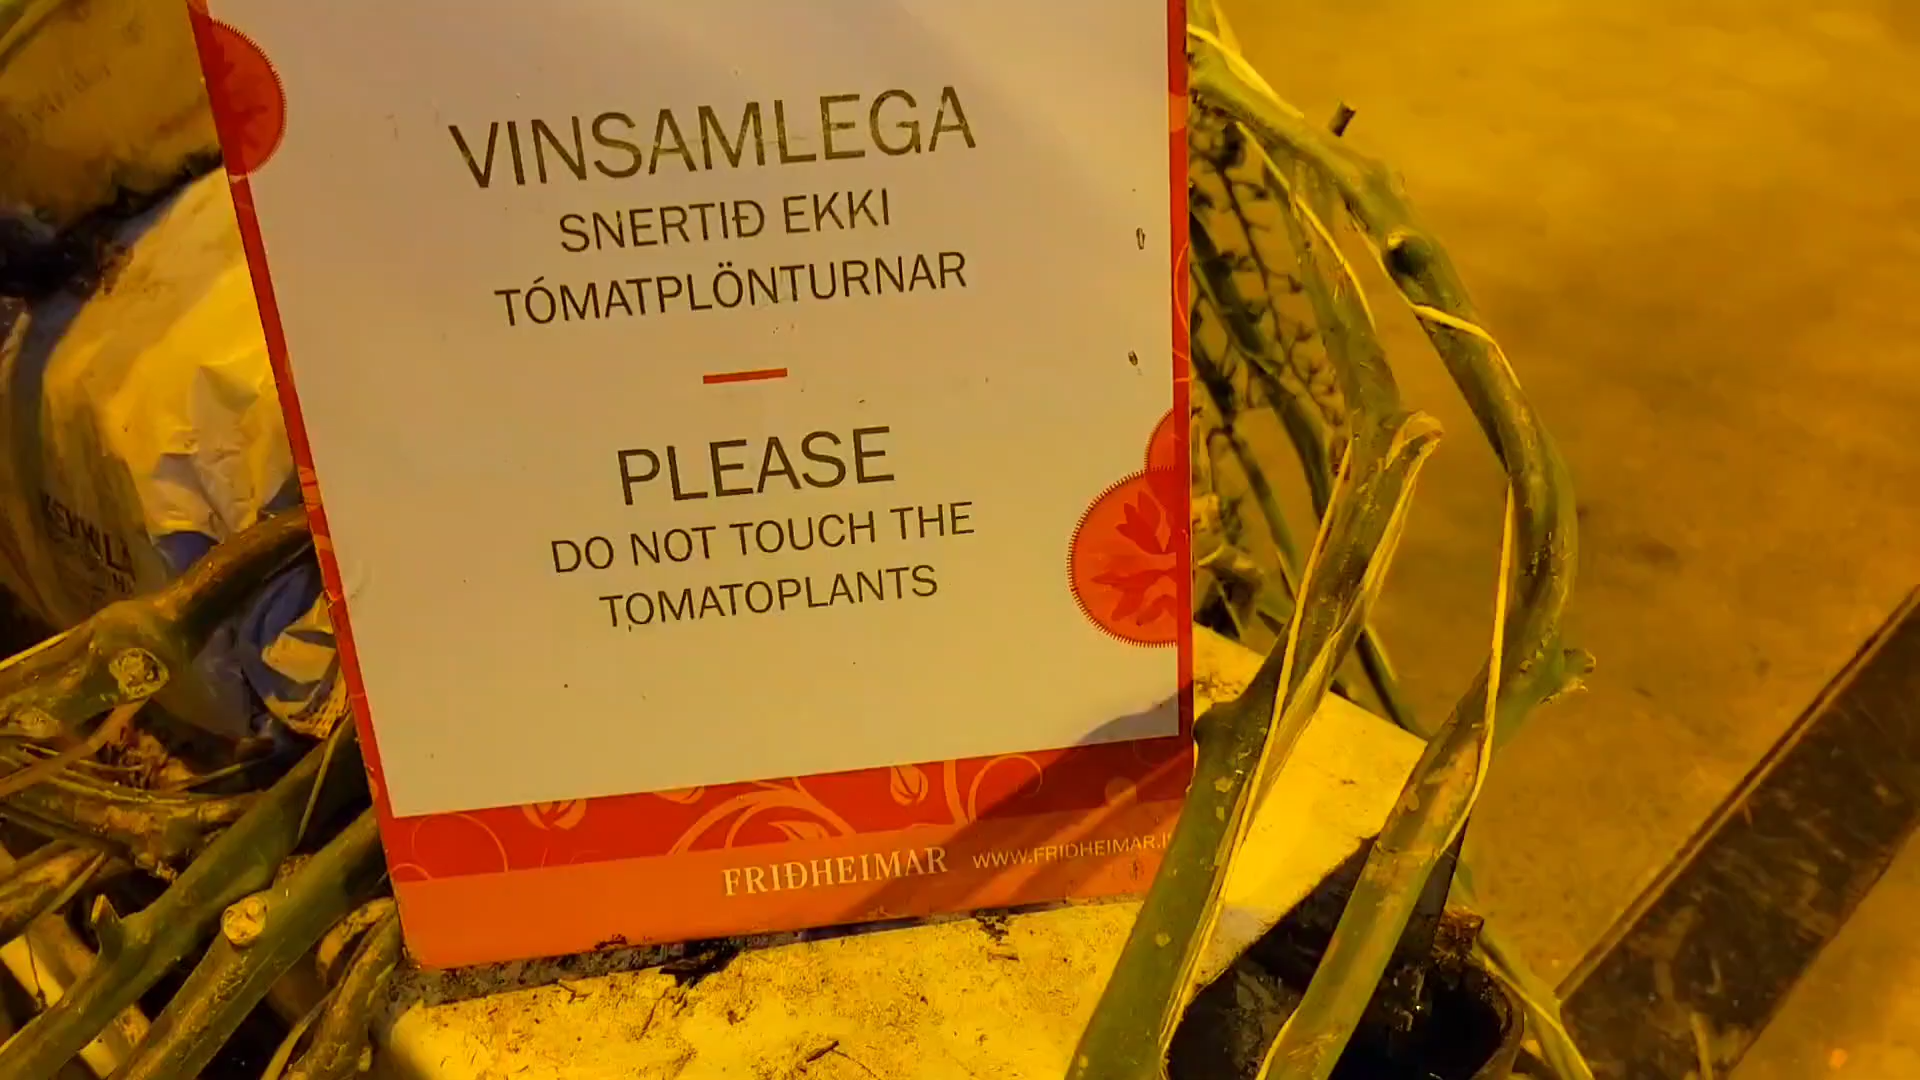 VINSAMLEGA
SNERTIÐ EKKI
TÓMATPLÖNTURNAR
PLEASE
DO NOT TOUCH THE
TOMATOPLANTS
FRIÐHEIMAR WWW.FRIDHEIMAR.I